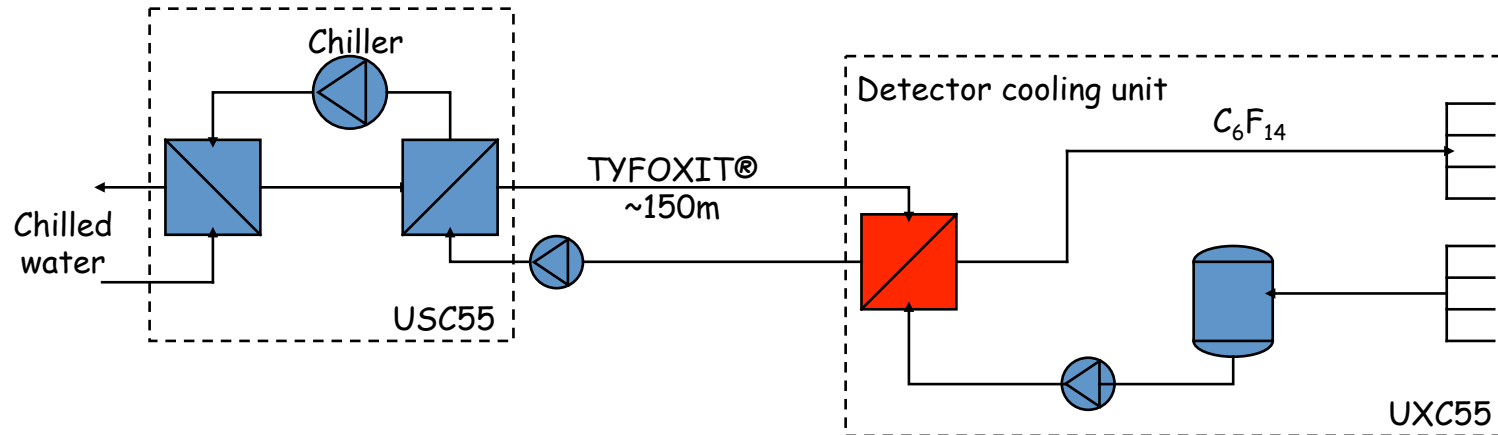 Chiller
Detector cooling unit
C₆F₁₄
TYFOXIT®
~150m
Chilled
water
USC55
UXC55